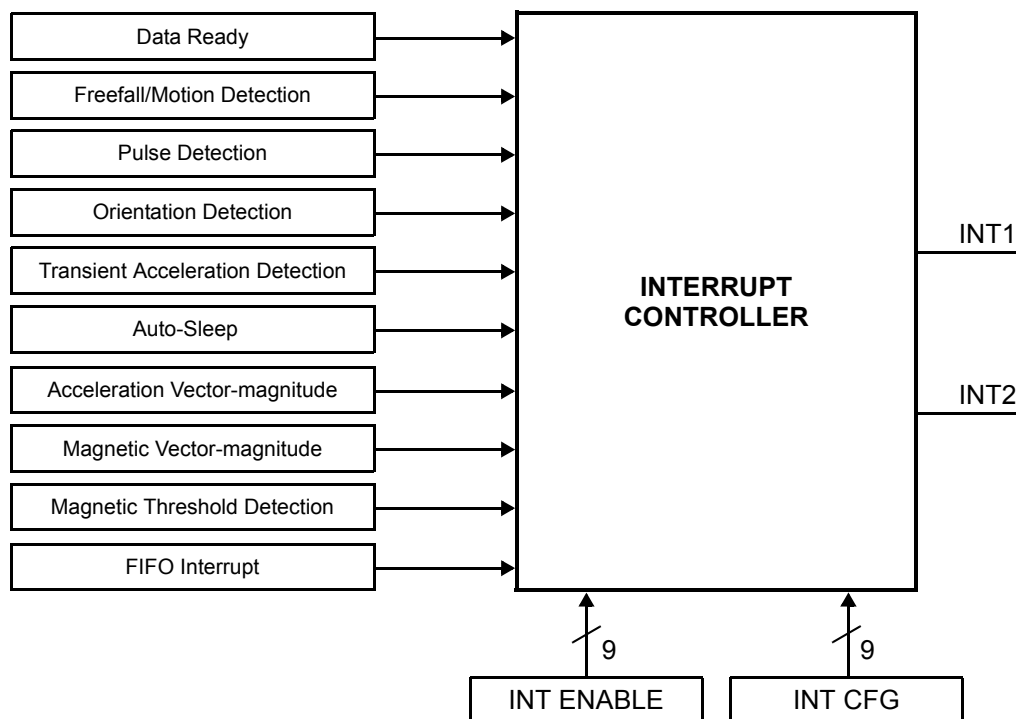 Data Ready
Freefall/Motion Detection
Pulse Detection
Orientation Detection
Transient Acceleration Detection
Auto-Sleep
Acceleration Vector-magnitude
Magnetic Vector-magnitude
Magnetic Threshold Detection
FIFO Interrupt
INTERRUPT
CONTROLLER
INT1
INT2
9
9
INT ENABLE
INT CFG